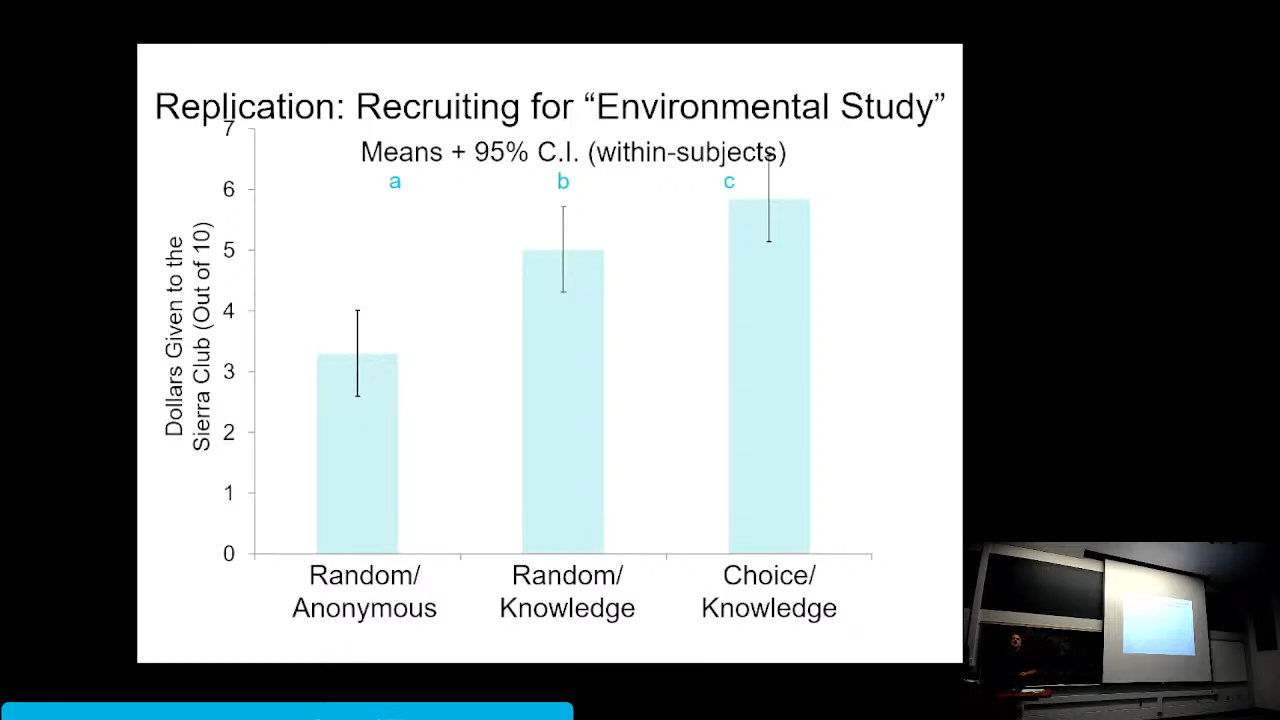 Replication: Recruiting for “Environmental Study”
Means + 95% C.I. (within-subjects)
a b c
Dollars Given to the
Sierra Club (Out of 10)
7
6
5
4
3
2
1
0
Random/
Anonymous
Random/
Knowledge
Choice/
Knowledge